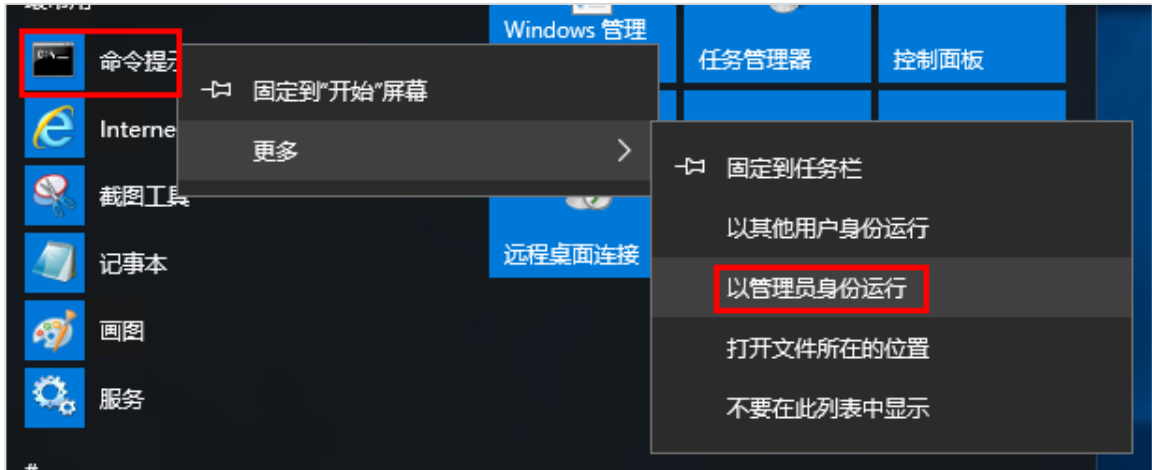 最常用
Windows 管理
命令提示
任务管理器
控制面板
固定到"开始"屏幕
Interne
更多
固定到任务栏
截图工具
以其他用户身份运行
远程桌面连接
记事本
以管理员身份运行
画图
打开文件所在的位置
服务
不要在此列表中显示
#